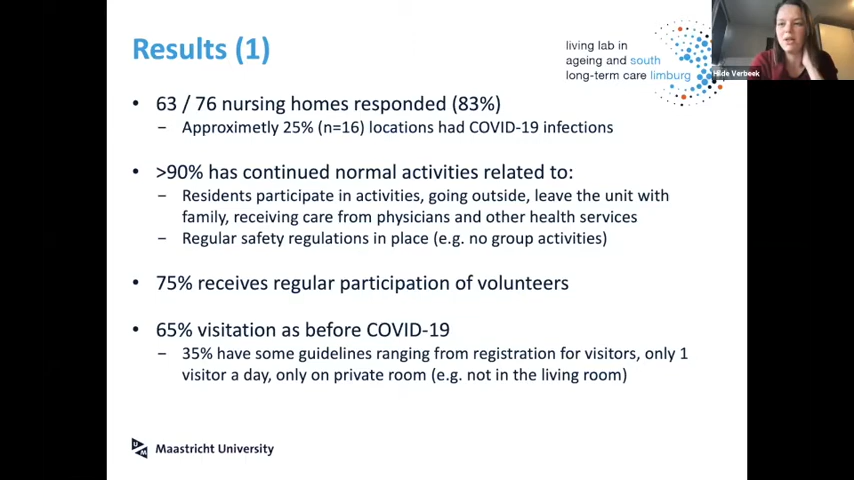 Results (1)
living lab in
ageing and south
long-term care limburg
Hilde Verbeek
• 63 / 76 nursing homes responded (83%)
– Approximetly 25% (n=16) locations had COVID-19 infections
• >90% has continued normal activities related to:
– Residents participate in activities, going outside, leave the unit with
family, receiving care from physicians and other health services
– Regular safety regulations in place (e.g. no group activities)
• 75% receives regular participation of volunteers
• 65% visitation as before COVID-19
– 35% have some guidelines ranging from registration for visitors, only 1
visitor a day, only on private room (e.g. not in the living room)
UM Maastricht University